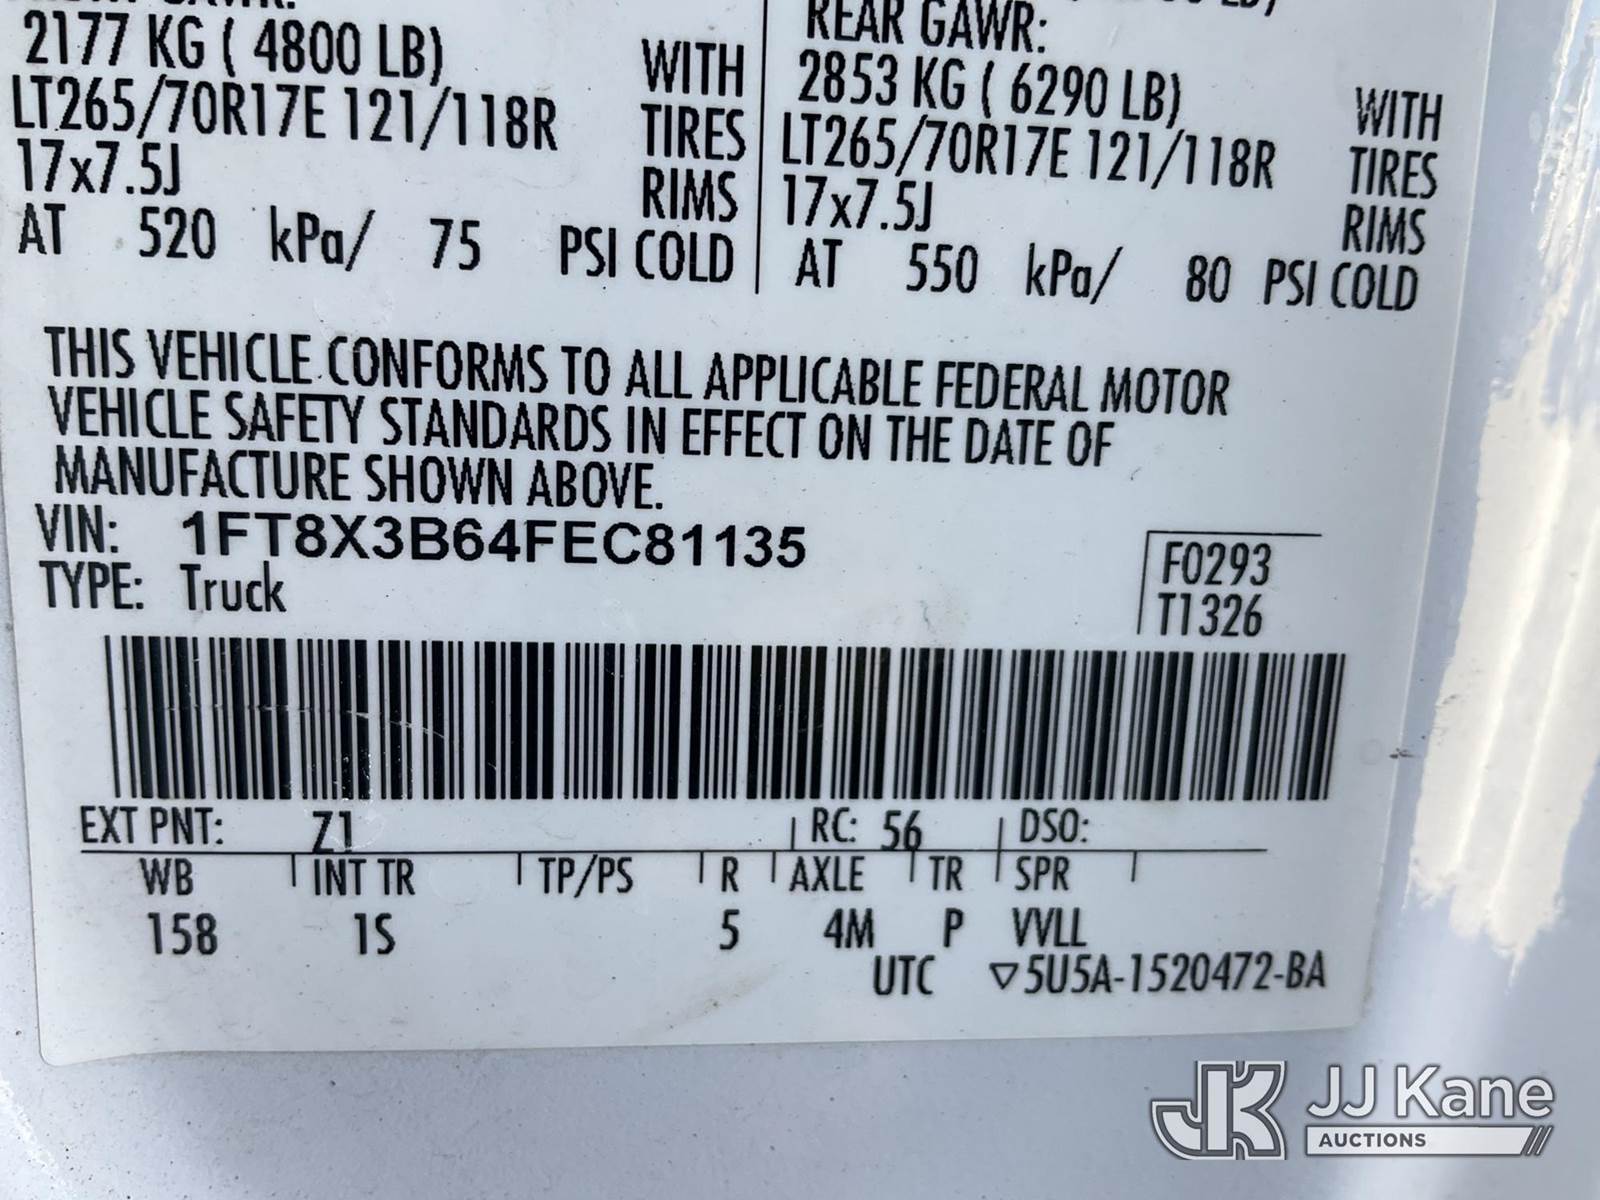 REAR GAWR:
2177 KG ( 4800 LB) WITH
LT265/70R17E 121/118R TIRES
17x7.5J RIMS
AT 520 kPa/ 75 PSI COLD
2853 KG ( 6290 LB) WITH
LT265/70R17E 121/118R TIRES
17x7.5J RIMS
AT 550 kPa/ 80 PSI COLD
THIS VEHICLE CONFORMS TO ALL APPLICABLE FEDERAL MOTOR
VEHICLE SAFETY STANDARDS IN EFFECT ON THE DATE OF
MANUFACTURE SHOWN ABOVE.
VIN: 1FT8X3B64FEC81135
TYPE: Truck
F0293
T1326
EXT PNT: Z1 RC: 56 DSO:
WB INT TR TP/PS R AXLE TR SPR
158 1S 5 4M P VVLL
UTC ▽5U5A-1520472-BA
JK JJ Kane
AUCTIONS